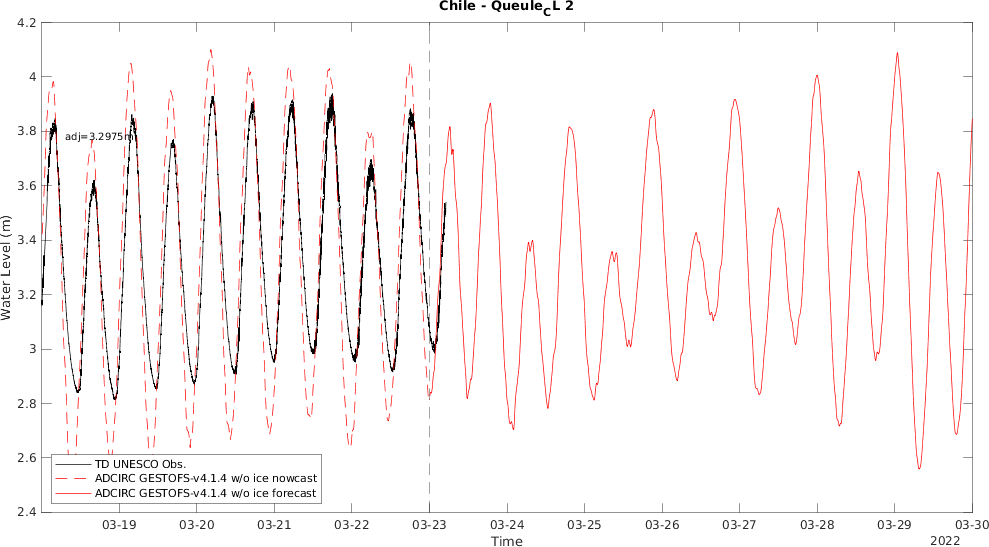 Chile - Queule_CL 2
Water Level (m)
4.2
4
3.8
3.6
3.4
3.2
3
2.8
2.6
2.4
adj=3.2975m
TD UNESCO Obs.
ADCIRC GESTOFS-v4.1.4 w/o ice nowcast
ADCIRC GESTOFS-v4.1.4 w/o ice forecast
03-19 03-20 03-21 03-22 03-23 03-24 03-25 03-26 03-27 03-28 03-29 03-30
Time
2022